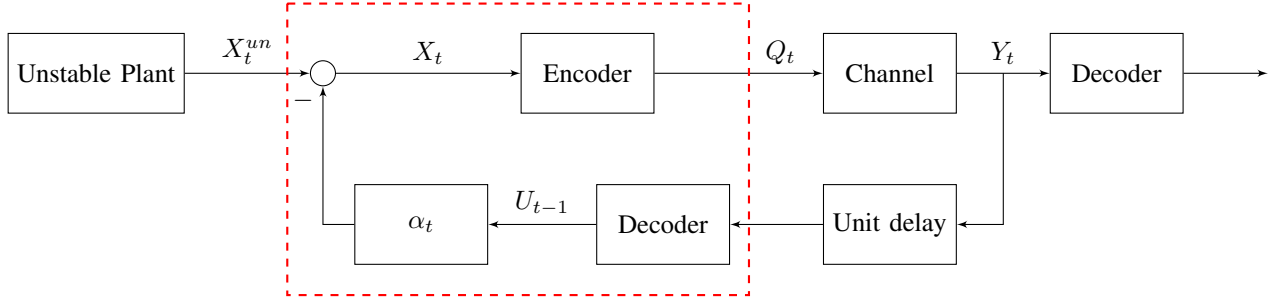 Unstable Plant
X_t^{un}
−
X_t
Encoder
Q_t
Channel
Y_t
Decoder
α_t
U_{t−1}
Decoder
Unit delay